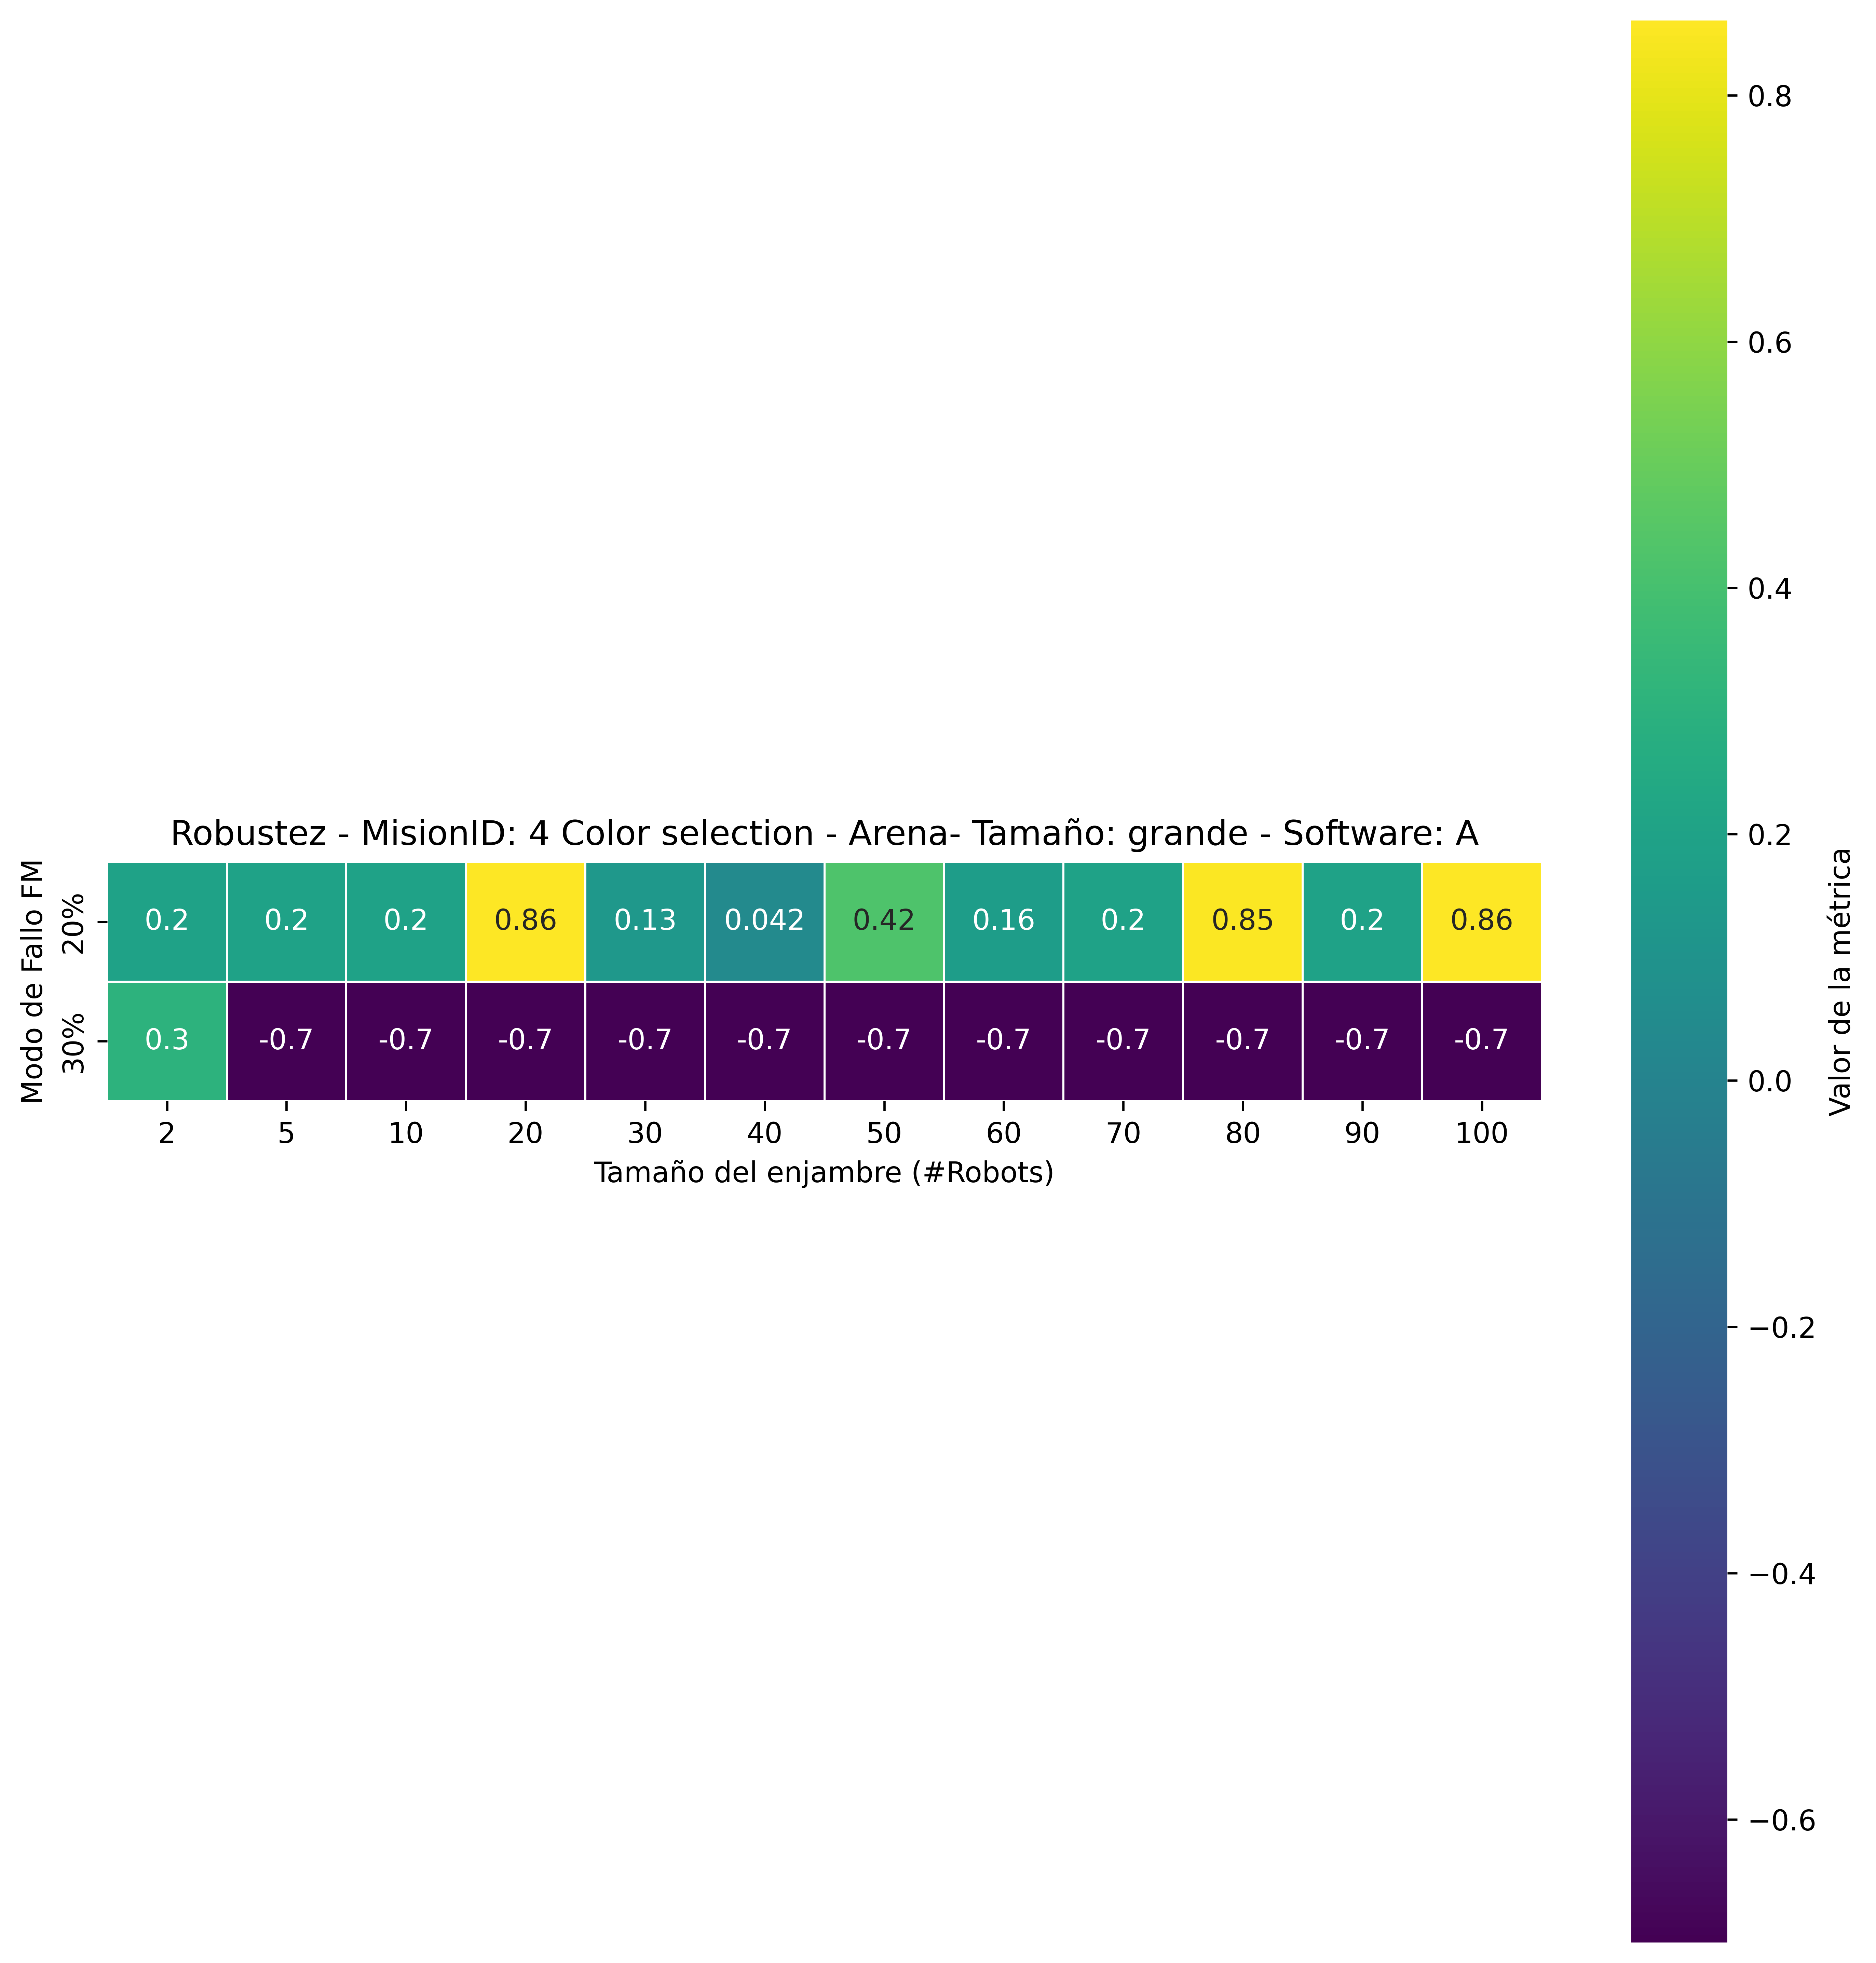 Robustez - MisionID: 4 Color selection - Arena- Tamaño: grande - Software: A
Modo de Fallo FM
20%
0.2 0.2 0.2 0.86 0.13 0.042 0.42 0.16 0.2 0.85 0.2 0.86
30%
0.3 -0.7 -0.7 -0.7 -0.7 -0.7 -0.7 -0.7 -0.7 -0.7 -0.7 -0.7
2 5 10 20 30 40 50 60 70 80 90 100
Tamaño del enjambre (#Robots)
0.8
0.6
0.4
0.2
0.0
−0.2
−0.4
−0.6
Valor de la métrica